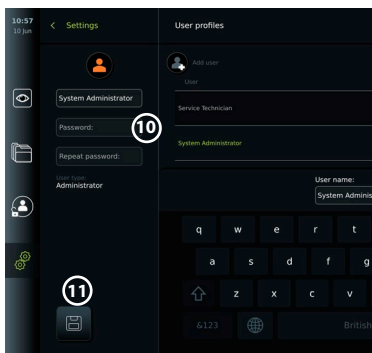 10:57
10 Jun
Settings
System Administrator
Password:
10
Repeat password:
User type:
Administrator
11
User profiles
Add user
User
Service Technician
System Administrator
User name:
System Adminis
q w e r t
a s d f g
z x c v
&123
British